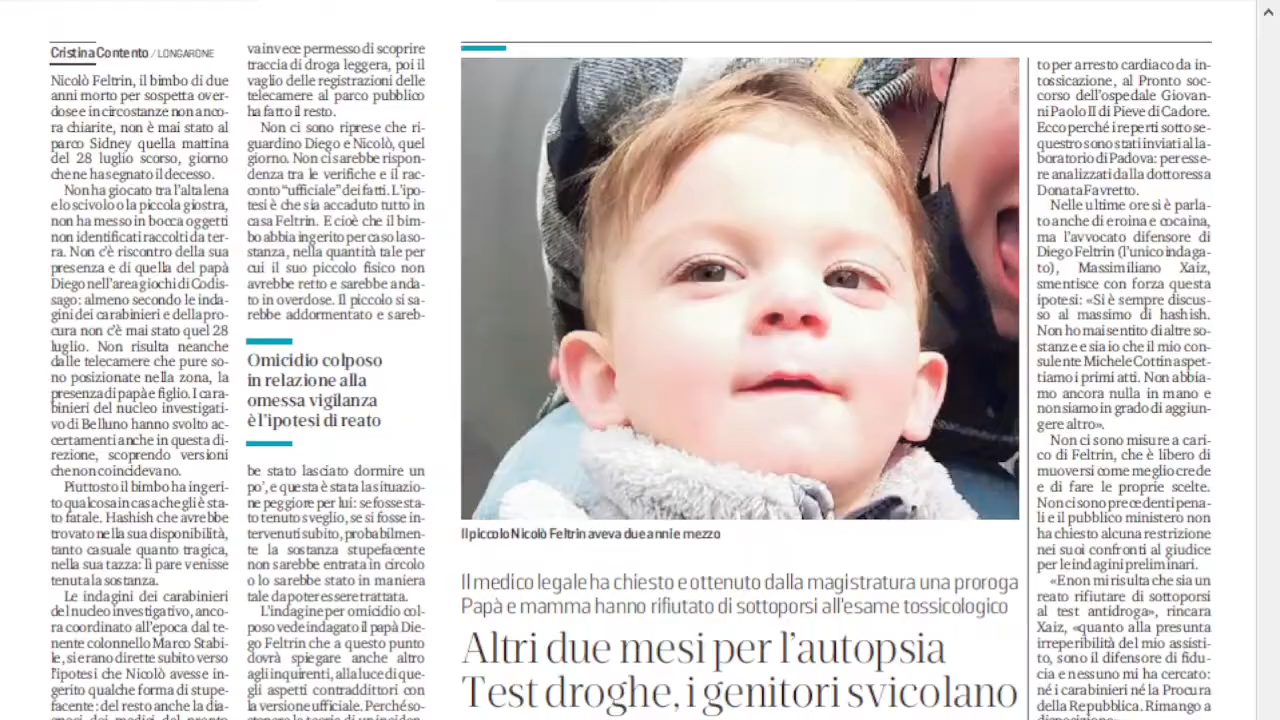 Cristina Contento / LONGARONE
Nicolò Feltrin, il bimbo di due
anni morto per sospetta over-
dose e in circostanze non anco-
ra chiarite, non è mai stato al
parco Sidney quella mattina
del 28 luglio scorso, giorno
che ne ha segnato il decesso.
Non ha giocato tra l'altalena
e lo scivolo o la piccola giostra,
non ha messo in bocca oggetti
non identificati raccolti da ter-
ra. Non c'è riscontro della sua
presenza e di quella del papà
Diego nell'area giochi di Codis-
sago: almeno secondo le inda-
gini dei carabinieri e della pro-
cura non c'è mai stato quel 28
luglio. Non risulta neanche
dalle telecamere che pure so-
no posizionate nella zona, la
presenza di papà e figlio. I cara-
binieri del nucleo investigati-
vo di Belluno hanno svolto ac-
certamenti anche in questa di-
rezione, scoprendo versioni
che non coincidevano.
Piuttosto il bimbo ha ingeri-
to qualcosa in casa che gli è sta-
to fatale. Hashish che avrebbe
trovato nella sua disponibilità,
tanto casuale quanto tragica,
nella sua tazza: lì pare venisse
tenuta la sostanza.
Le indagini dei carabinieri
del nucleo investigativo, anco-
ra coordinato all'epoca dal te-
nente colonnello Marco Stabi-
le, si erano dirette subito verso
l'ipotesi che Nicolò avesse in-
gerito qualche forma di stupe-
facente: del resto anche la dia-
gnosi dei medici del pronto
va invece permesso di scoprire
traccia di droga leggera, poi il
vaglio delle registrazioni delle
telecamere al parco pubblico
ha fatto il resto.
Non ci sono riprese che ri-
guardino Diego e Nicolò, quel
giorno. Non ci sarebbe rispon-
denza tra le verifiche e il rac-
conto “ufficiale” dei fatti. L'ipo-
tesi è che sia accaduto tutto in
casa Feltrin. E cioè che il bim-
bo abbia ingerito per caso la so-
stanza, nella quantità tale per
cui il suo piccolo fisico non
avrebbe retto e sarebbe anda-
to in overdose. Il piccolo si sa-
rebbe addormentato e sareb-
Omicidio colposo
in relazione alla
omessa vigilanza
è l'ipotesi di reato
be stato lasciato dormire un
po', e questa è stata la situazio-
ne peggiore per lui: se fosse sta-
to tenuto sveglio, se si fosse in-
tervenuti subito, probabilmen-
te la sostanza stupefacente
non sarebbe entrata in circolo
o lo sarebbe stato in maniera
tale da poter essere trattata.
L'indagine per omicidio col-
poso vede indagato il papà Die-
go Feltrin che a questo punto
dovrà spiegare anche altro
agli inquirenti, alla luce di que-
gli aspetti contraddittori con
la versione ufficiale. Perché so-
Il piccolo Nicolò Feltrin aveva due anni e mezzo
Il medico legale ha chiesto e ottenuto dalla magistratura una proroga
Papà e mamma hanno rifiutato di sottoporsi all'esame tossicologico
Altri due mesi per l'autopsia
Test droghe, i genitori svicolano
to per arresto cardiaco da in-
tossicazione, al Pronto soc-
corso dell'ospedale Giovan-
ni Paolo II di Pieve di Cadore.
Ecco perché i reperti sotto se-
questro sono stati inviati al la-
boratorio di Padova: per esse-
re analizzati dalla dottoressa
Donata Favretto.
Nelle ultime ore si è parla-
to anche di eroina e cocaina,
ma l'avvocato difensore di
Diego Feltrin (l'unico indaga-
to), Massimiliano Xaiz,
smentisce con forza questa
ipotesi: «Si è sempre discus-
so al massimo di hashish.
Non ho mai sentito di altre so-
stanze e sia io che il mio con-
sulente Michele Cottin aspet-
tiamo i primi atti. Non abbia-
mo ancora nulla in mano e
non siamo in grado di aggiun-
gere altro».
Non ci sono misure a cari-
co di Feltrin, che è libero di
muoversi come meglio crede
e di fare le proprie scelte.
Non ci sono precedenti pena-
li e il pubblico ministero non
ha chiesto alcuna restrizione
nei suoi confronti al giudice
per le indagini preliminari.
«E non mi risulta che sia un
reato rifiutare di sottoporsi
al test antidroga», rincara
Xaiz, «quanto alla presunta
irreperibilità del mio assisti-
to, sono il difensore di fidu-
cia e nessuno mi ha cercato:
né i carabinieri né la Procura
della Repubblica. Rimango a